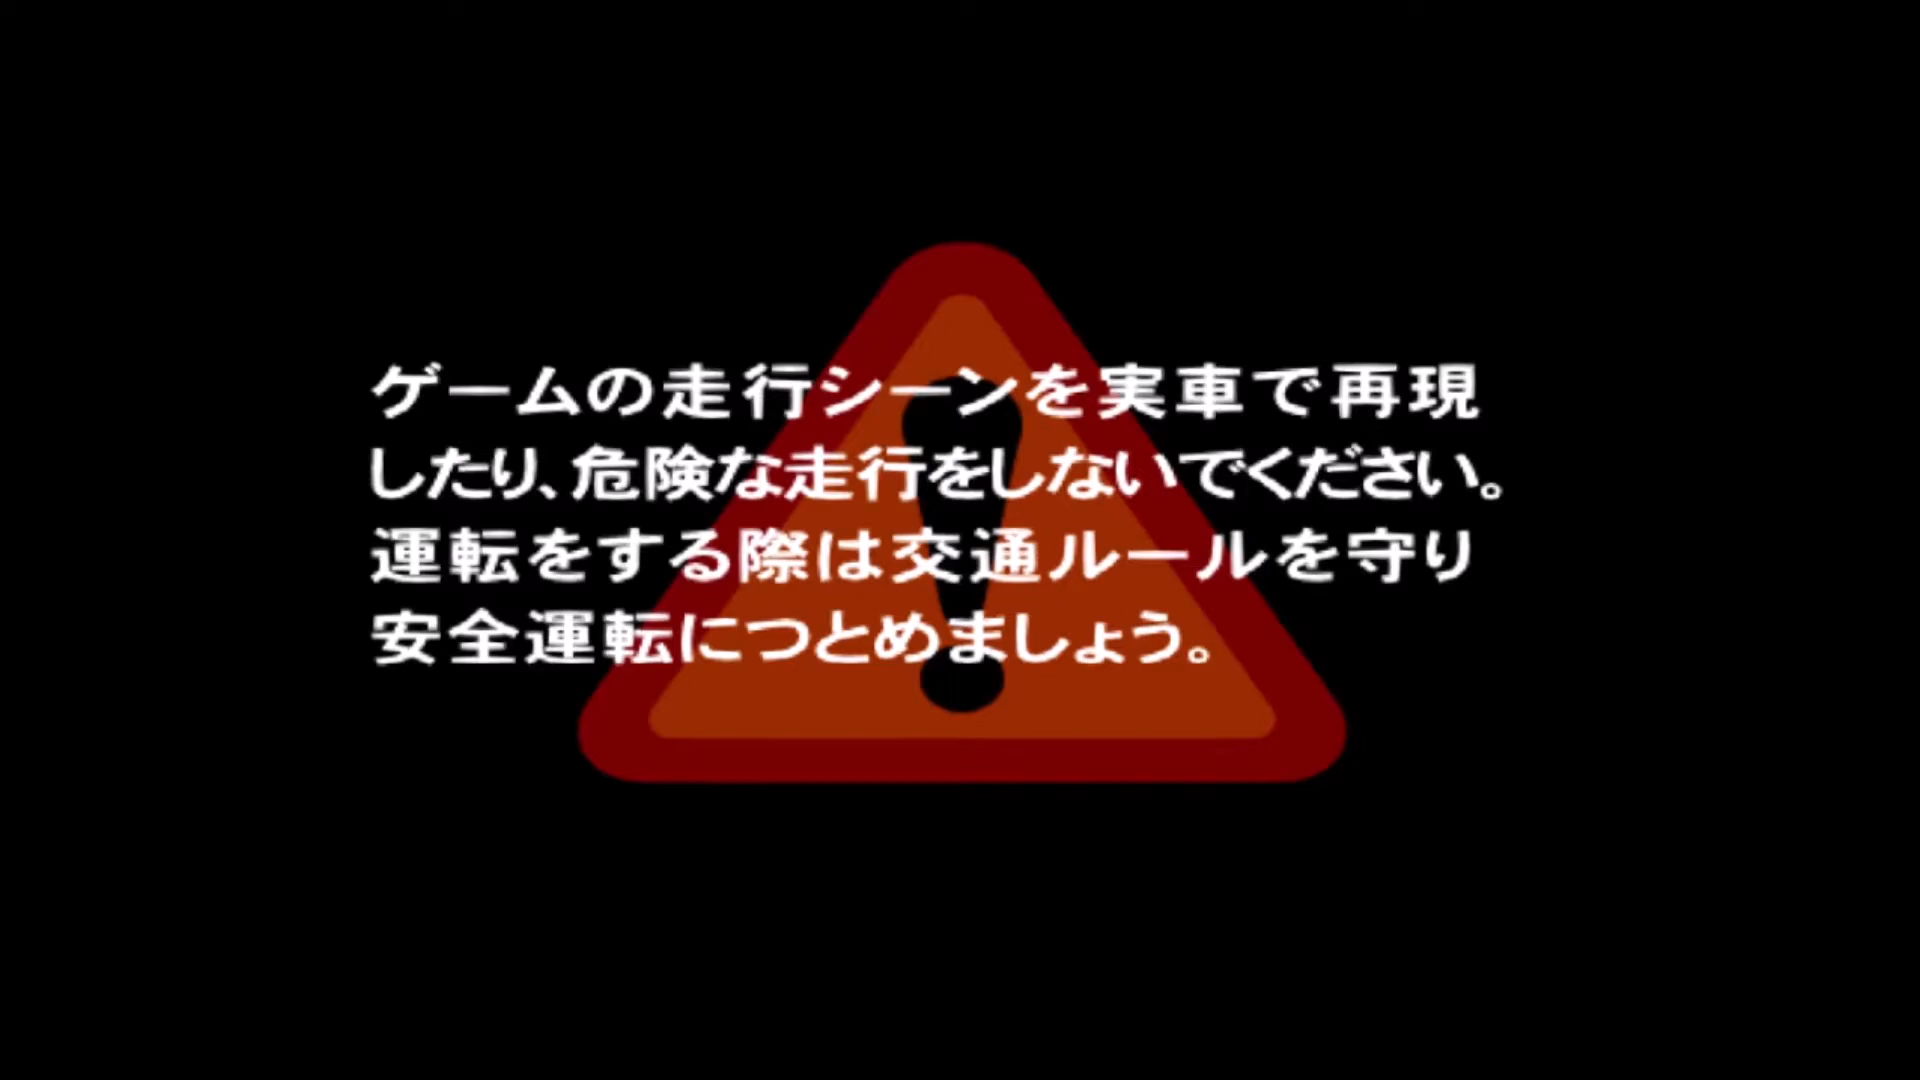 ゲームの走行シーンを実車で再現
したり、危険な走行をしないでください。
運転をする際は交通ルールを守り
安全運転につとめましょう。